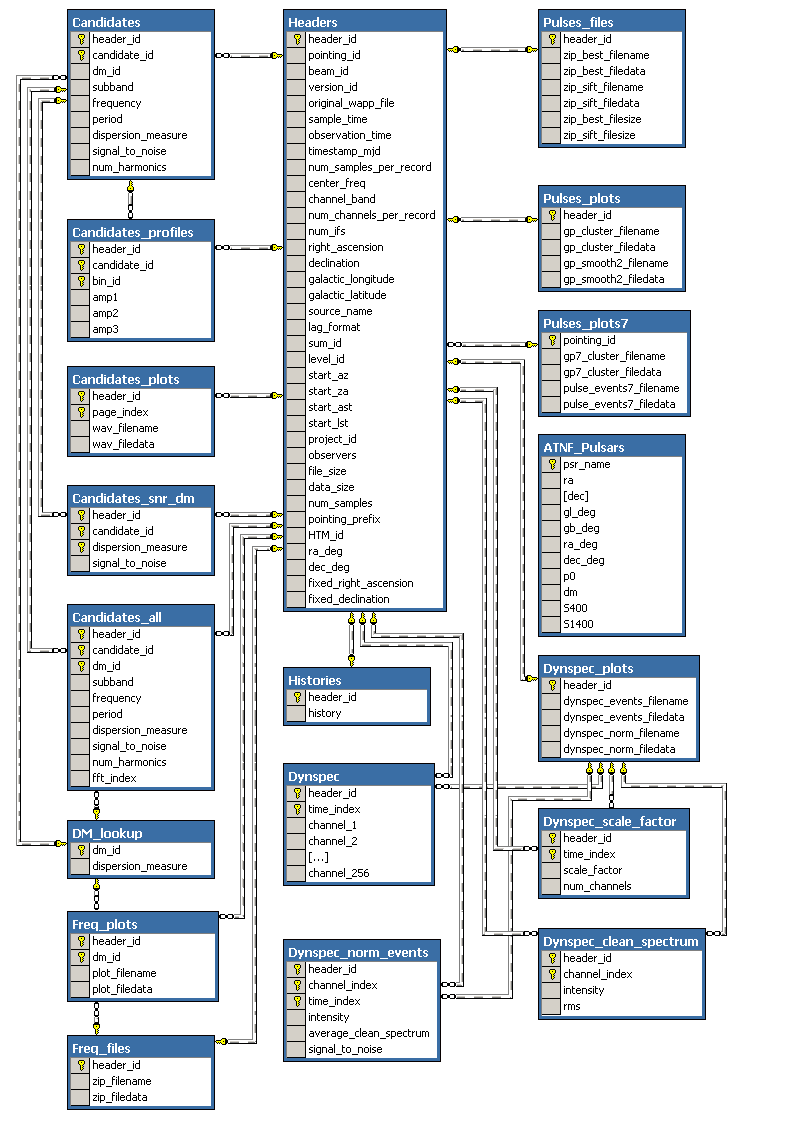 Candidates
header_id
candidate_id
dm_id
subband
frequency
period
dispersion_measure
signal_to_noise
num_harmonics
Candidates_profiles
header_id
candidate_id
bin_id
amp1
amp2
amp3
Candidates_plots
header_id
page_index
wav_filename
wav_filedata
Candidates_snr_dm
header_id
candidate_id
dispersion_measure
signal_to_noise
Candidates_all
header_id
candidate_id
dm_id
subband
frequency
period
dispersion_measure
signal_to_noise
num_harmonics
fft_index
DM_lookup
dm_id
dispersion_measure
Freq_plots
header_id
dm_id
plot_filename
plot_filedata
Freq_files
header_id
zip_filename
zip_filedata
Headers
header_id
pointing_id
beam_id
version_id
original_wapp_file
sample_time
observation_time
timestamp_mjd
num_samples_per_record
center_freq
channel_band
num_channels_per_record
num_ifs
right_ascension
declination
galactic_longitude
galactic_latitude
source_name
lag_format
sum_id
level_id
start_az
start_za
start_ast
start_lst
project_id
observers
file_size
data_size
num_samples
pointing_prefix
HTM_id
ra_deg
dec_deg
fixed_right_ascension
fixed_declination
Histories
header_id
history
Dynspec
header_id
time_index
channel_1
channel_2
[...]
channel_256
Dynspec_norm_events
header_id
channel_index
time_index
intensity
average_clean_spectrum
signal_to_noise
Pulses_files
header_id
zip_best_filename
zip_best_filedata
zip_sift_filename
zip_sift_filedata
zip_best_filesize
zip_sift_filesize
Pulses_plots
header_id
gp_cluster_filename
gp_cluster_filedata
gp_smooth2_filename
gp_smooth2_filedata
Pulses_plots7
pointing_id
gp7_cluster_filename
gp7_cluster_filedata
pulse_events7_filename
pulse_events7_filedata
ATNF_Pulsars
psr_name
ra
[dec]
gl_deg
gb_deg
ra_deg
dec_deg
p0
dm
S400
S1400
Dynspec_plots
header_id
dynspec_events_filename
dynspec_events_filedata
dynspec_norm_filename
dynspec_norm_filedata
Dynspec_scale_factor
header_id
time_index
scale_factor
num_channels
Dynspec_clean_spectrum
header_id
channel_index
intensity
rms